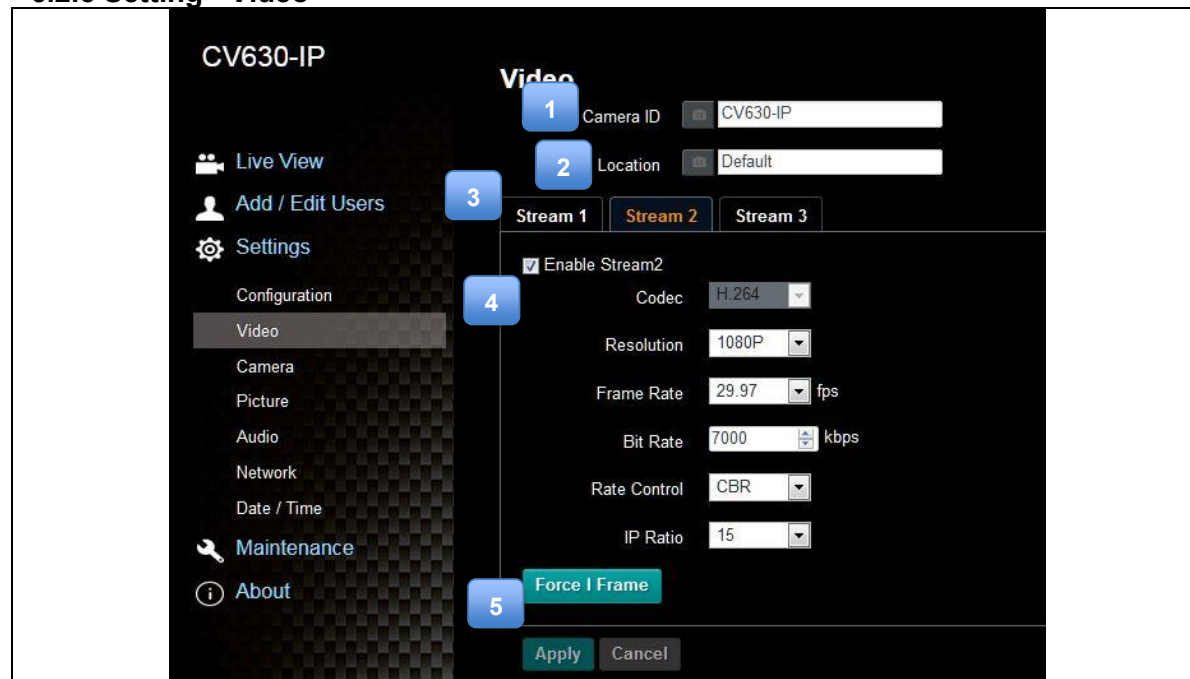 Video
CV630-IP
Video
1 Camera ID CV630-IP
2 Location Default
Live View
Add / Edit Users
Settings
Configuration
Video
Camera
Picture
Audio
Network
Date / Time
Maintenance
About
3 Stream 1 Stream 2 Stream 3
Enable Stream2
4 Codec H.264
Resolution 1080P
Frame Rate 29.97 fps
Bit Rate 7000 kbps
Rate Control CBR
IP Ratio 15
Force I Frame
5
Apply Cancel